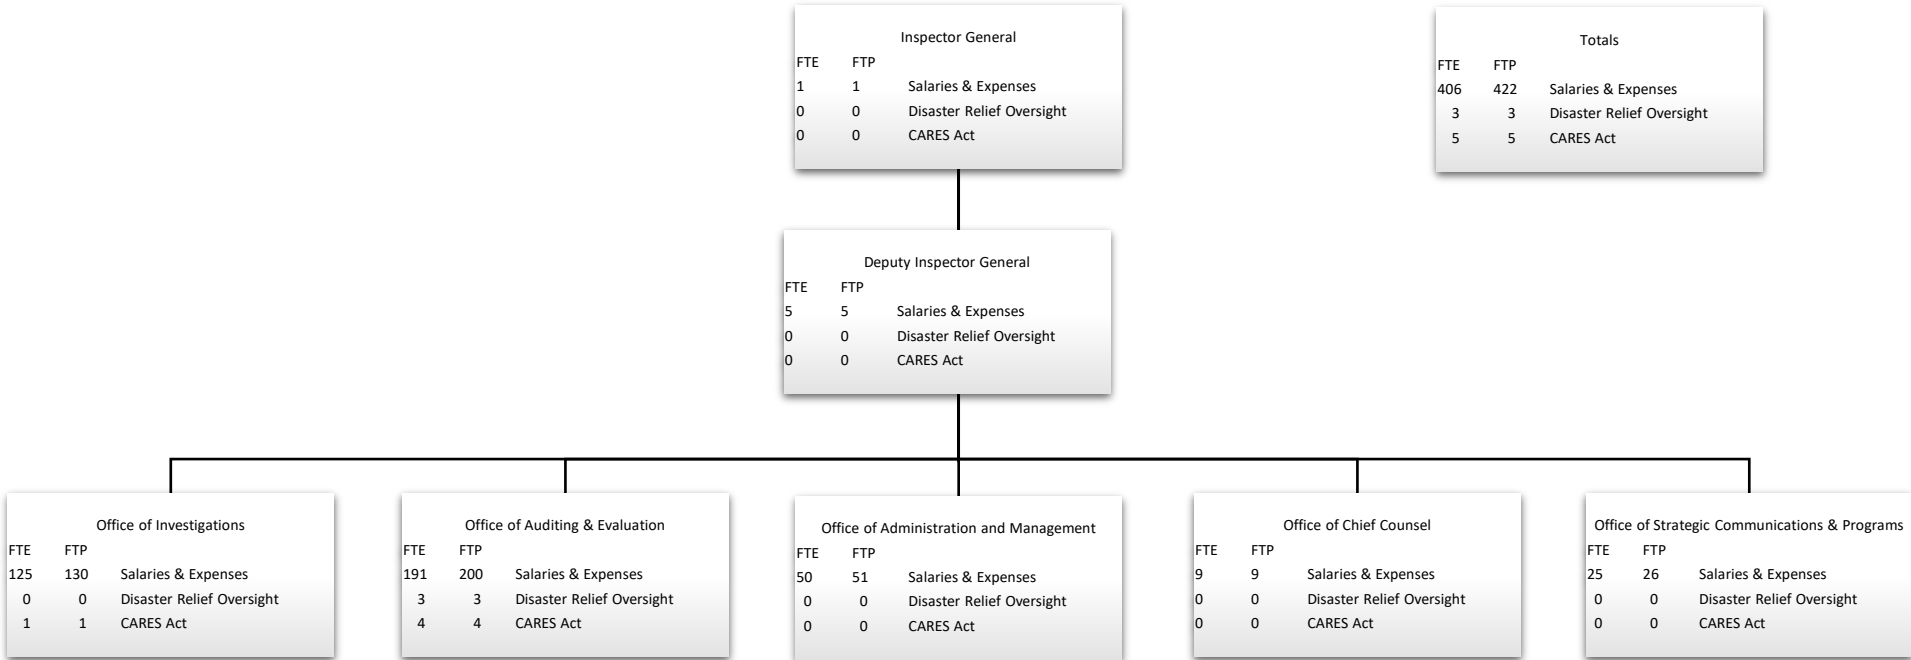 Inspector General
FTE FTP
1 1 Salaries & Expenses
0 0 Disaster Relief Oversight
0 0 CARES Act
Totals
FTE FTP
406 422 Salaries & Expenses
3 3 Disaster Relief Oversight
5 5 CARES Act
Deputy Inspector General
FTE FTP
5 5 Salaries & Expenses
0 0 Disaster Relief Oversight
0 0 CARES Act
Office of Investigations
FTE FTP
125 130 Salaries & Expenses
0 0 Disaster Relief Oversight
1 1 CARES Act
Office of Auditing & Evaluation
FTE FTP
191 200 Salaries & Expenses
3 3 Disaster Relief Oversight
4 4 CARES Act
Office of Administration and Management
FTE FTP
50 51 Salaries & Expenses
0 0 Disaster Relief Oversight
0 0 CARES Act
Office of Chief Counsel
FTE FTP
9 9 Salaries & Expenses
0 0 Disaster Relief Oversight
0 0 CARES Act
Office of Strategic Communications & Programs
FTE FTP
25 26 Salaries & Expenses
0 0 Disaster Relief Oversight
0 0 CARES Act